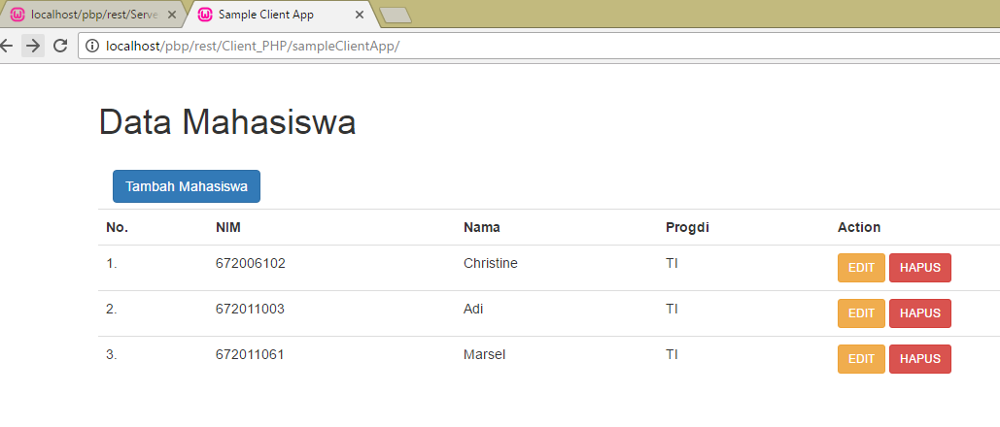 localhost/pbp/rest/Serve Sample Client App
localhost/pbp/rest/Client_PHP/sampleClientApp/
Data Mahasiswa
Tambah Mahasiswa
No. NIM Nama Progdi Action
1. 672006102 Christine TI EDIT HAPUS
2. 672011003 Adi TI EDIT HAPUS
3. 672011061 Marsel TI EDIT HAPUS